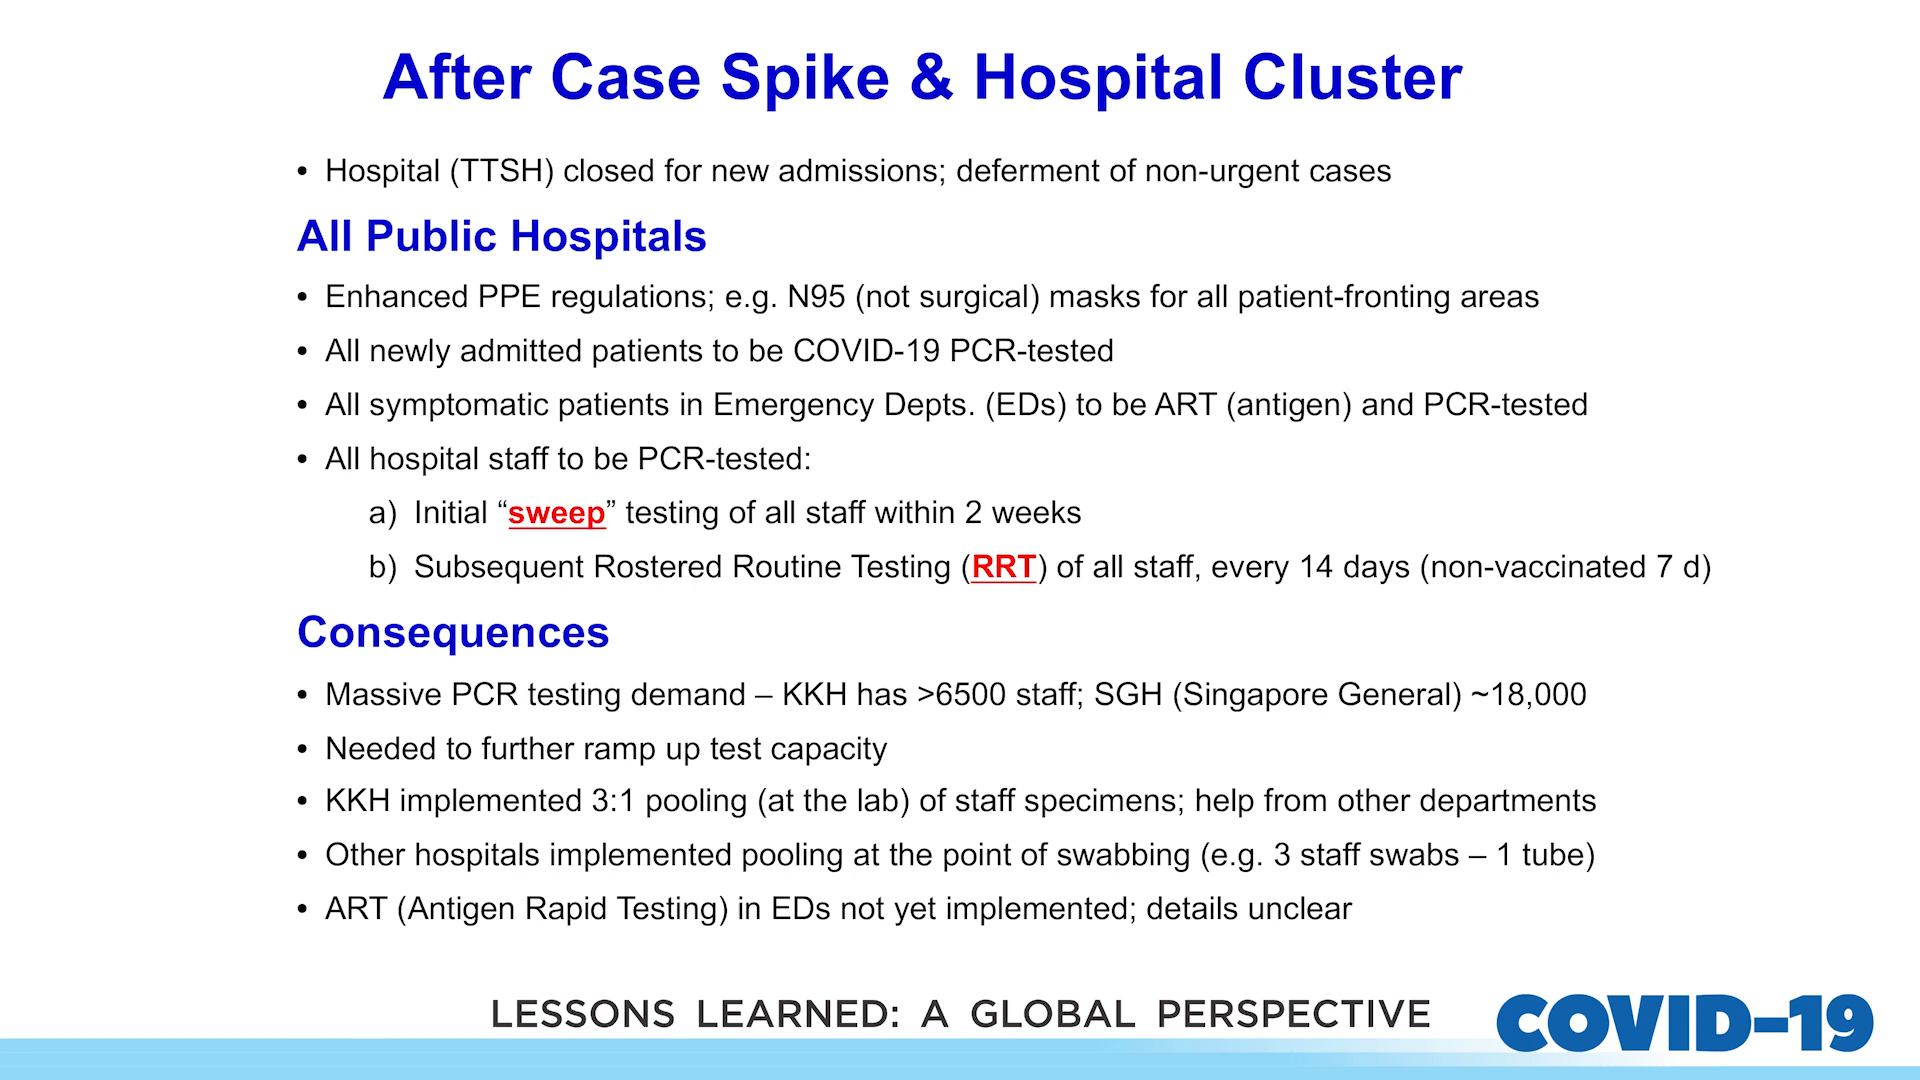 After Case Spike & Hospital Cluster
• Hospital (TTSH) closed for new admissions; deferment of non-urgent cases
All Public Hospitals
• Enhanced PPE regulations; e.g. N95 (not surgical) masks for all patient-fronting areas
• All newly admitted patients to be COVID-19 PCR-tested
• All symptomatic patients in Emergency Depts. (EDs) to be ART (antigen) and PCR-tested
• All hospital staff to be PCR-tested:
a) Initial “sweep” testing of all staff within 2 weeks
b) Subsequent Rostered Routine Testing (RRT) of all staff, every 14 days (non-vaccinated 7 d)
Consequences
• Massive PCR testing demand – KKH has >6500 staff; SGH (Singapore General) ~18,000
• Needed to further ramp up test capacity
• KKH implemented 3:1 pooling (at the lab) of staff specimens; help from other departments
• Other hospitals implemented pooling at the point of swabbing (e.g. 3 staff swabs – 1 tube)
• ART (Antigen Rapid Testing) in EDs not yet implemented; details unclear
LESSONS LEARNED: A GLOBAL PERSPECTIVE
COVID-19